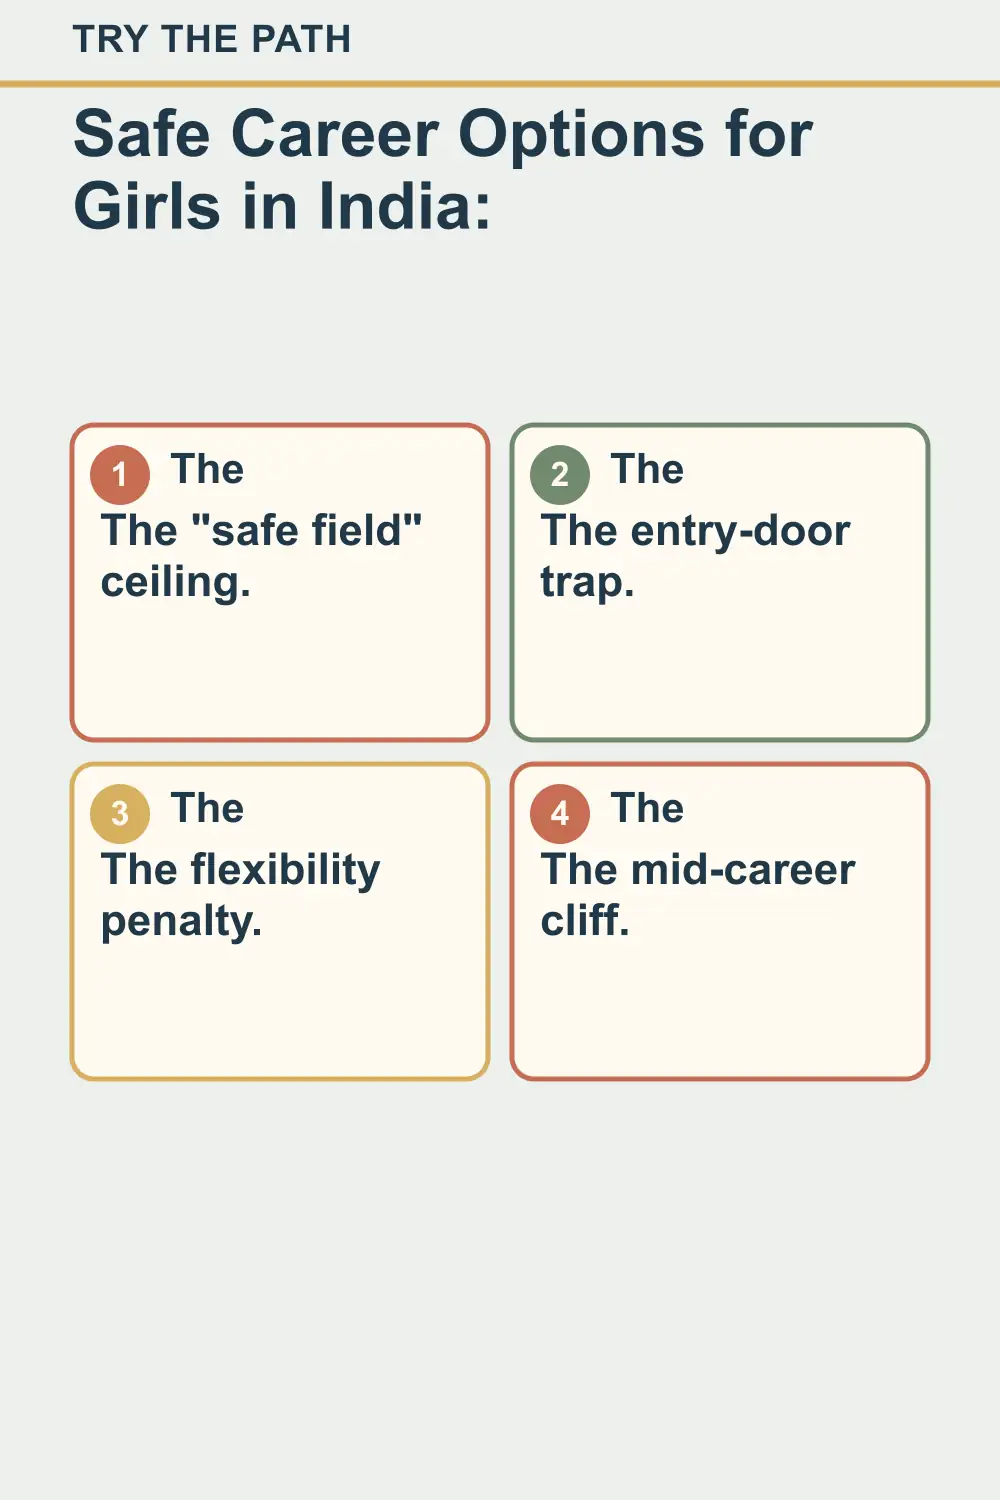 TRY THE PATH
Safe Career Options for
Girls in India:
1 The
The "safe field"
ceiling.
2 The
The entry-door
trap.
3 The
The flexibility
penalty.
4 The
The mid-career
cliff.